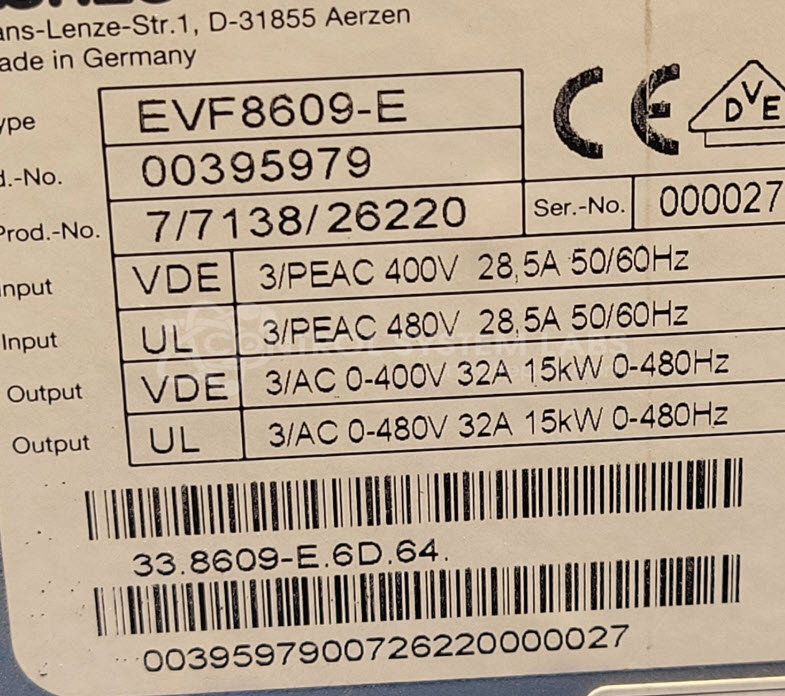 ans-Lenze-Str.1, D-31855 Aerzen
ade in Germany
ype EVF8609-E
d.-No. 00395979
Prod.-No. 7/7138/26220 Ser.-No. 000027
nput VDE 3/PEAC 400V 28,5A 50/60Hz
Input UL 3/PEAC 480V 28,5A 50/60Hz
Output VDE 3/AC 0-400V 32A 15kW 0-480Hz
Output UL 3/AC 0-480V 32A 15kW 0-480Hz
CE
DVE
33.8609-E.6D.64.
0039597900726220000027